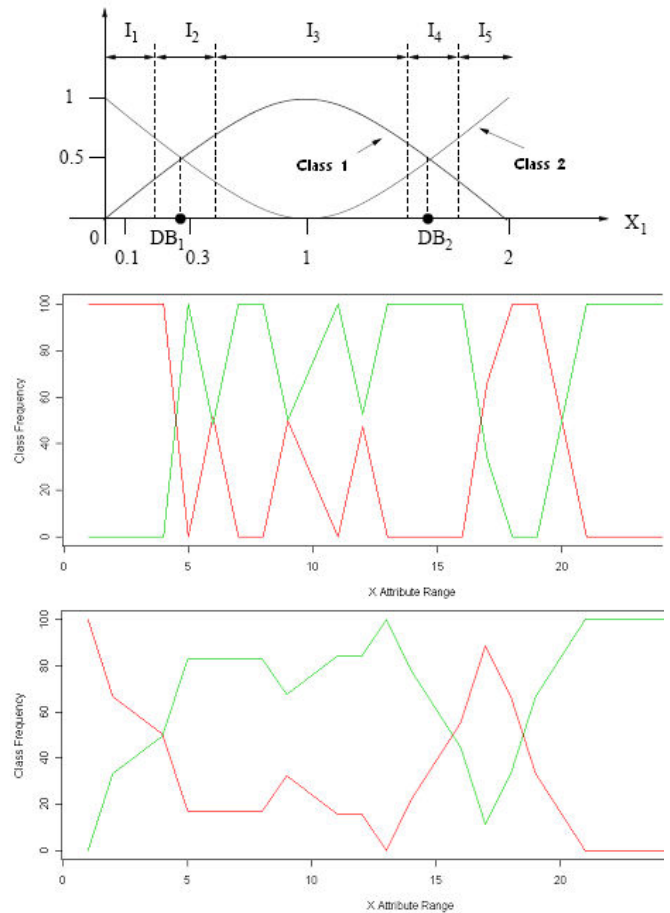 I1 I2 I3 I4 I5
1
0.5
Class 1
Class 2
0 DB1 DB2 X1
0.1 0.3 1 2
100
80
60
40
20
0
Class Frequency
0 5 10 15 20
X Attribute Range
100
80
60
40
20
0
Class Frequency
0 5 10 15 20
X Attribute Range